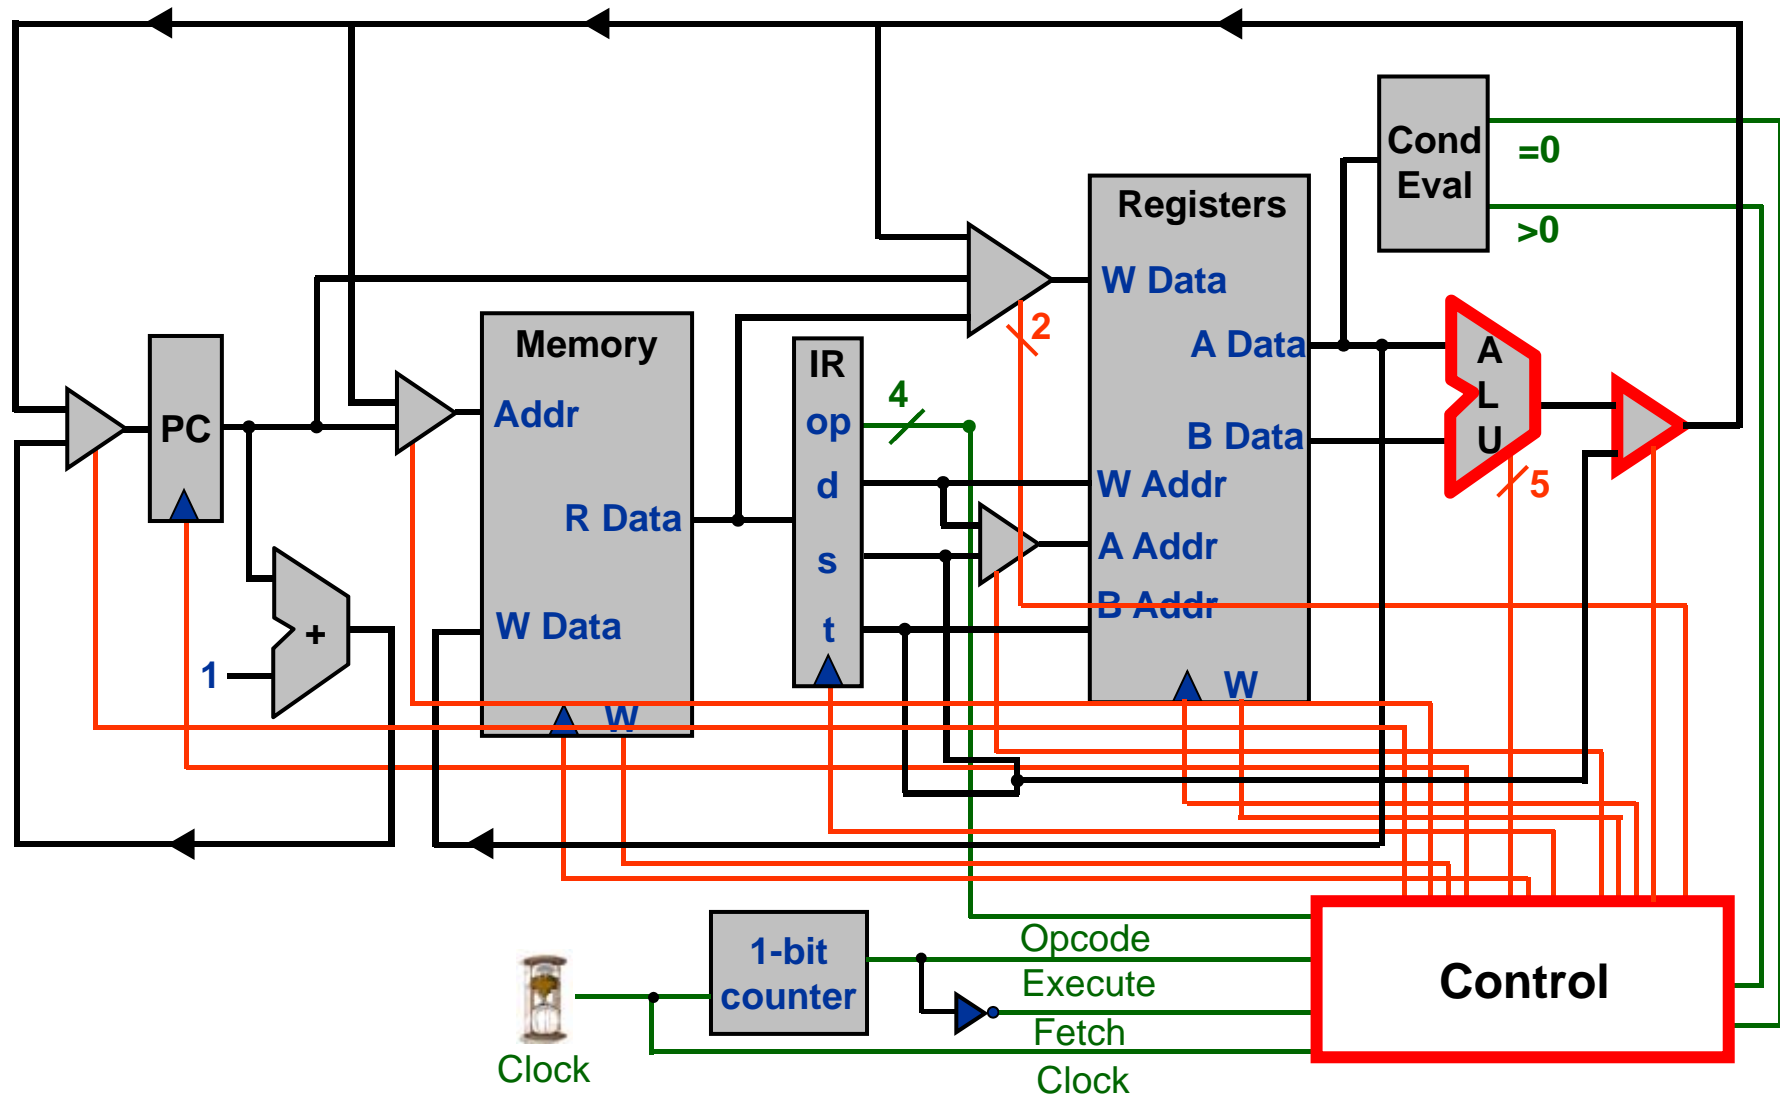 Cond
Eval
=0
>0
Registers
W Data
A Data
B Data
W Addr
A Addr
B Addr
W
2
A
L
U
5
Memory
Addr
R Data
W Data
W
IR
op
d
s
t
4
PC
+
1
1-bit
counter
Clock
Opcode
Execute
Fetch
Clock
Control